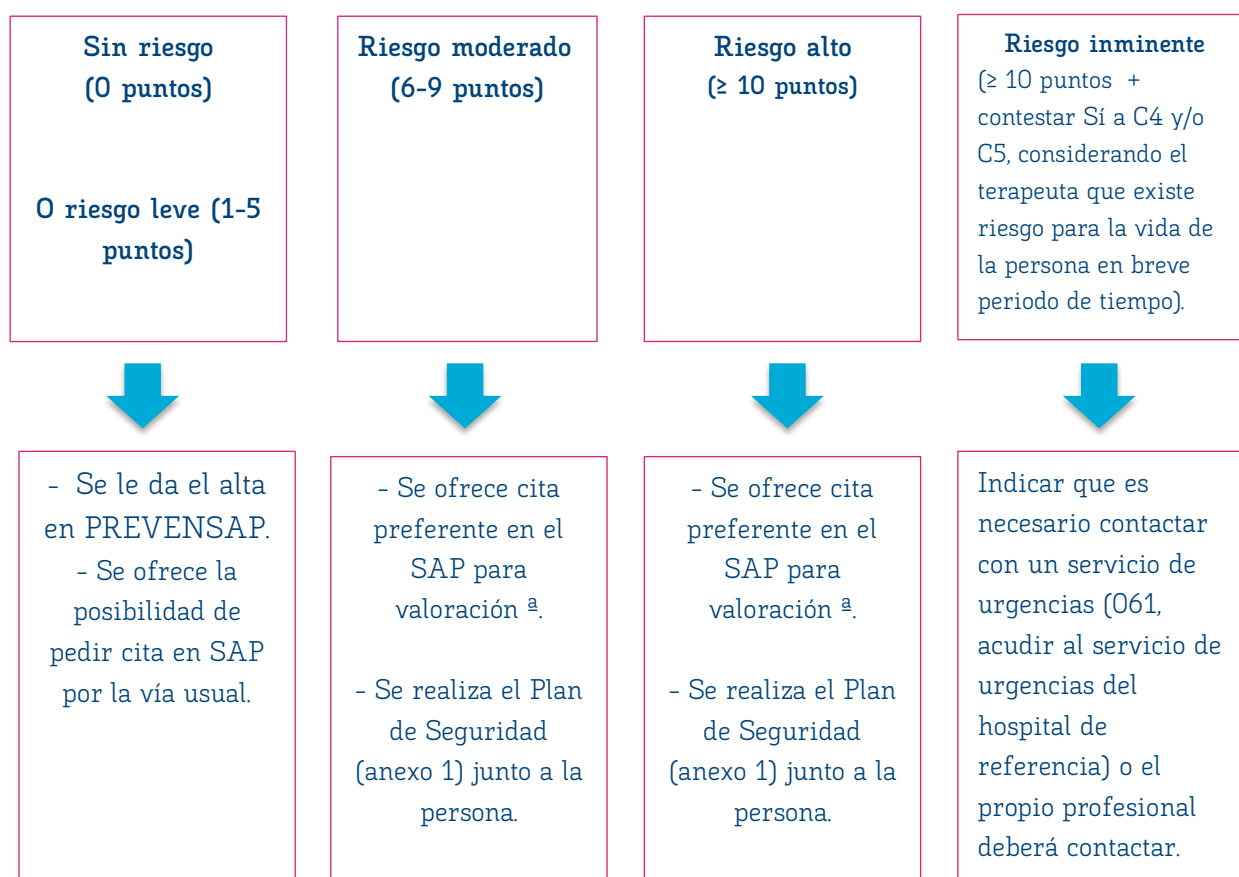 Sin riesgo
(0 puntos)
O riesgo leve (1-5
puntos)
Riesgo moderado
(6-9 puntos)
Riesgo alto
(≥ 10 puntos)
Riesgo inminente
(≥ 10 puntos +
contestar Sí a C4 y/o
C5, considerando el
terapeuta que existe
riesgo para la vida de
la persona en breve
periodo de tiempo).
- Se le da el alta
en PREVENSAP.
- Se ofrece la
posibilidad de
pedir cita en SAP
por la vía usual.
- Se ofrece cita
preferente en el
SAP para
valoración ª.
- Se realiza el Plan
de Seguridad
(anexo 1) junto a la
persona.
- Se ofrece cita
preferente en el
SAP para
valoración ª.
- Se realiza el Plan
de Seguridad
(anexo 1) junto a la
persona.
Indicar que es
necesario contactar
con un servicio de
urgencias (061,
acudir al servicio de
urgencias del
hospital de
referencia) o el
propio profesional
deberá contactar.